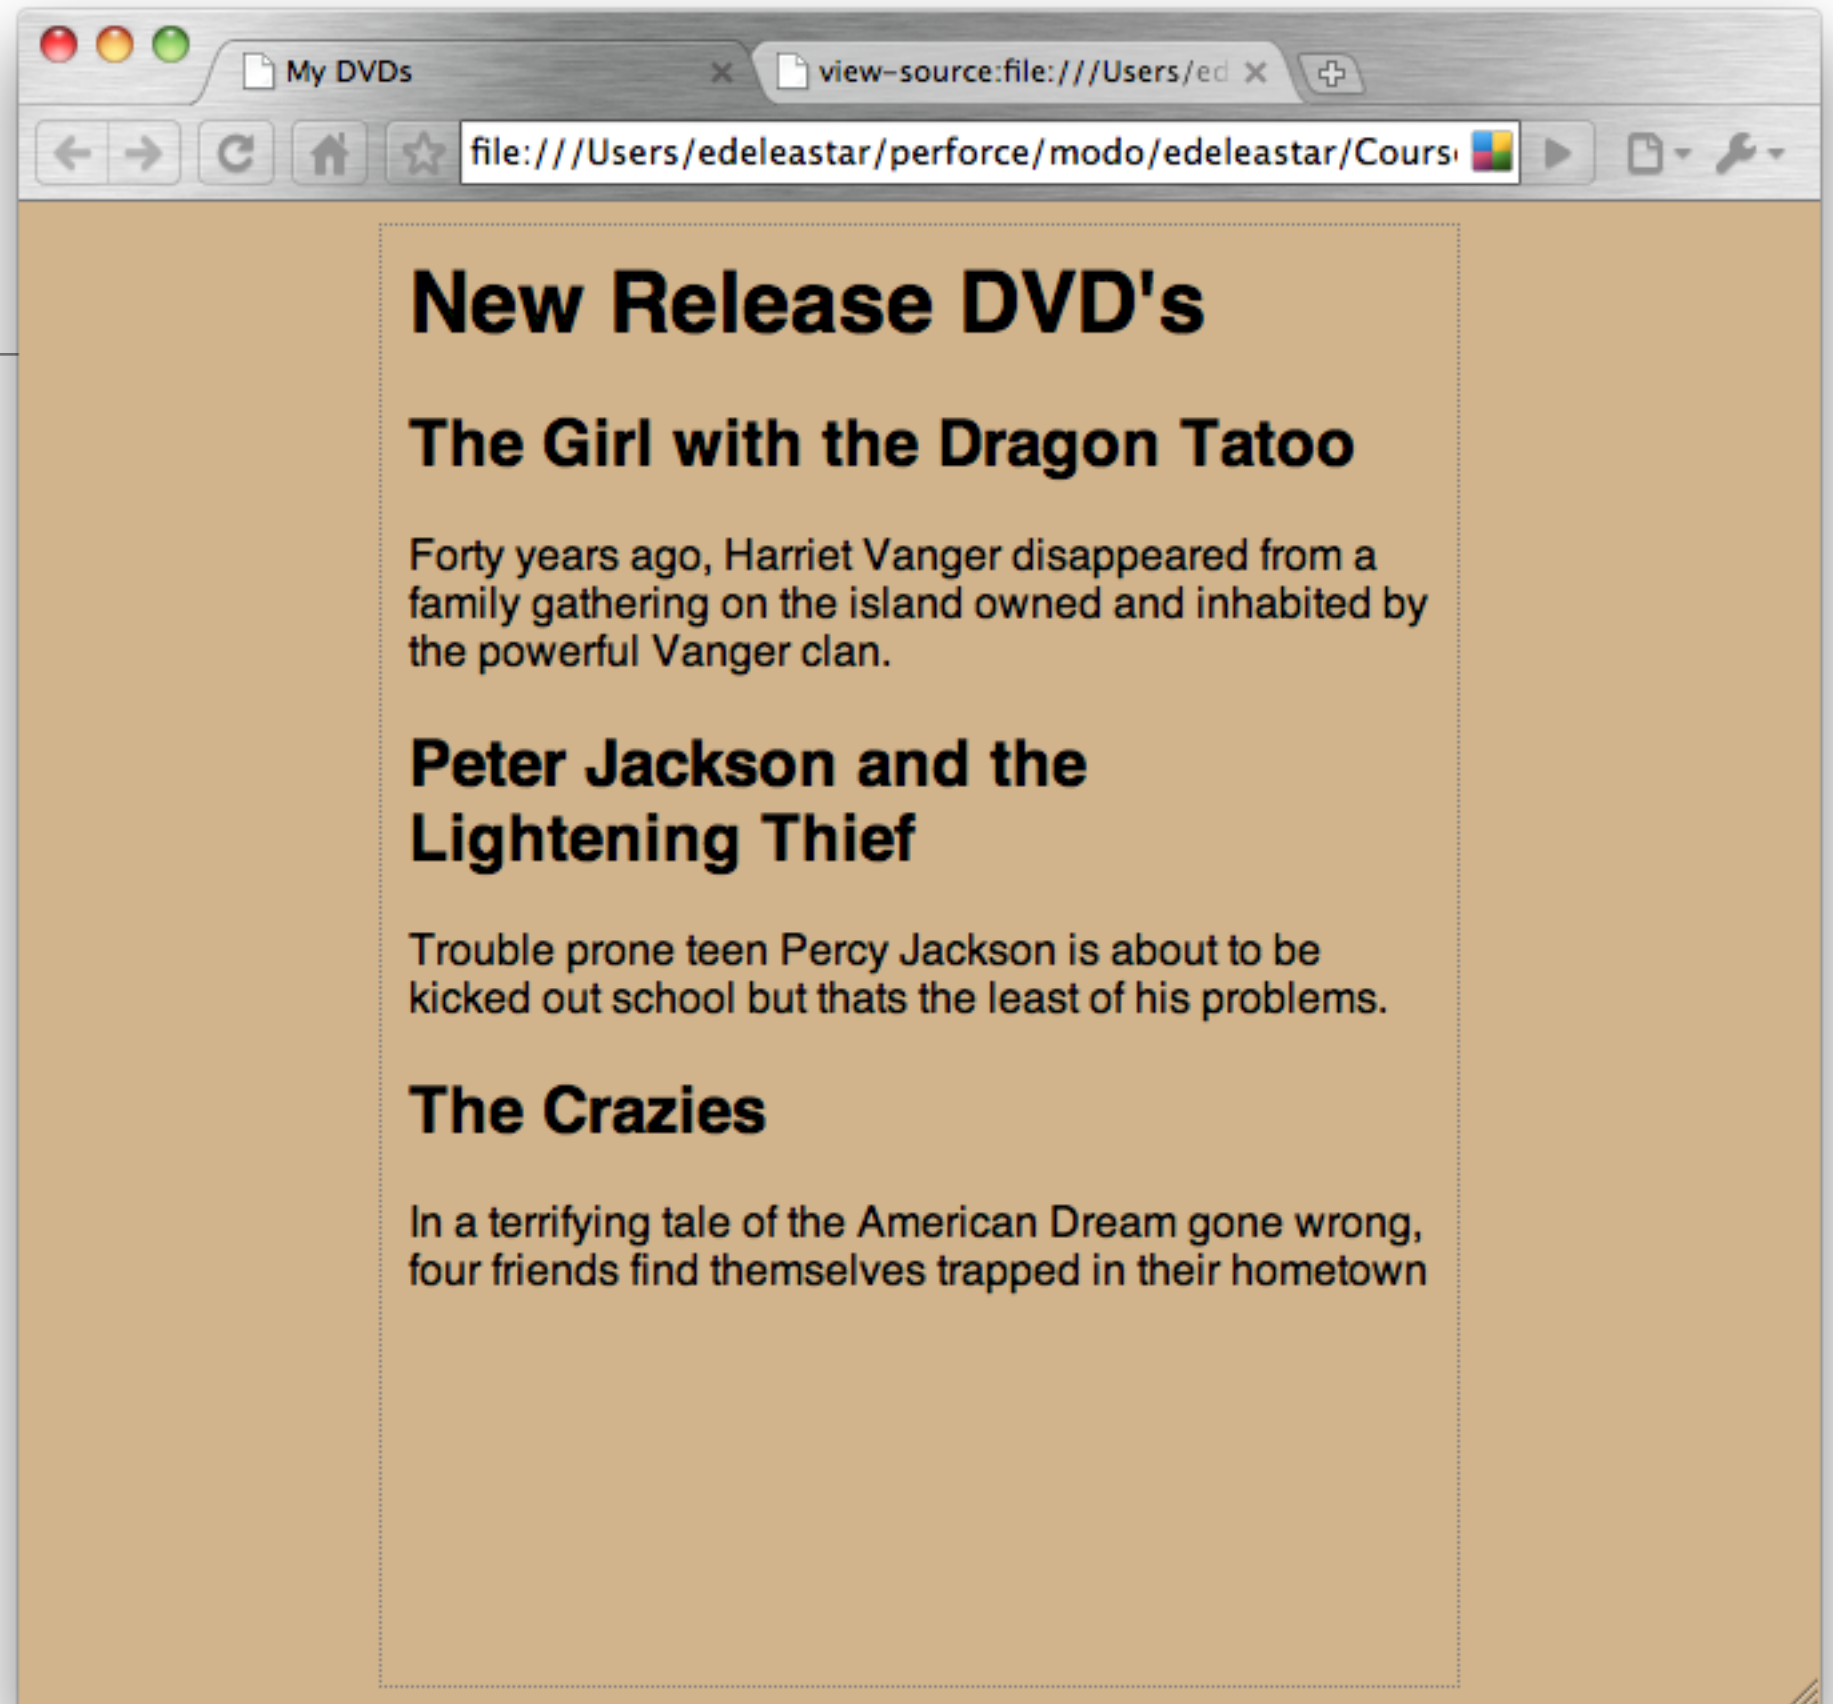 My DVDs
view-source:file:///Users/ed
file:///Users/edeleastar/perforce/modo/edeleastar/Cours
New Release DVD's
The Girl with the Dragon Tatoo
Forty years ago, Harriet Vanger disappeared from a
family gathering on the island owned and inhabited by
the powerful Vanger clan.
Peter Jackson and the
Lightening Thief
Trouble prone teen Percy Jackson is about to be
kicked out school but thats the least of his problems.
The Crazies
In a terrifying tale of the American Dream gone wrong,
four friends find themselves trapped in their hometown